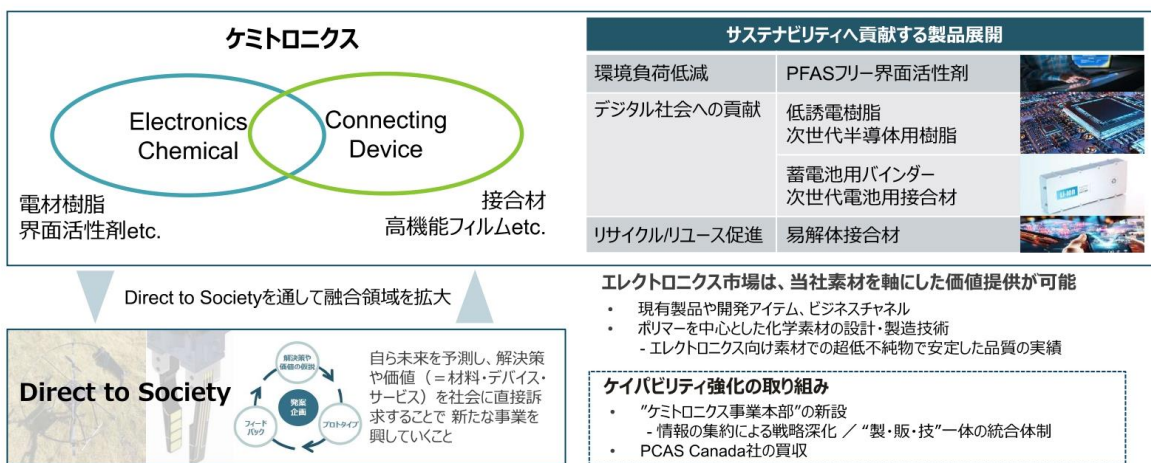 ケミトロニクス
Electronics
Chemical
Connecting
Device
電材樹脂
界面活性剤etc.
接合材
高機能フィルムetc.
サステナビリティへ貢献する製品展開
環境負荷低減
PFASフリー界面活性剤
デジタル社会への貢献
低誘電樹脂
次世代半導体用樹脂
蓄電池用バインダー
次世代電池用接合材
リサイクル/リユース促進
易解体接合材
Direct to Societyを通して融合領域を拡大
Direct to Society
解決策や
価値の仮説
発案
企画
フィード
バック
プロトタイプ
自ら未来を予測し、解決策
や価値（＝材料・デバイス・
サービス）を社会に直接訴
求することで 新たな事業を
興していくこと
エレクトロニクス市場は、当社素材を軸にした価値提供が可能
• 現有製品や開発アイテム、ビジネスチャネル
• ポリマーを中心とした化学素材の設計・製造技術
- エレクトロニクス向け素材での超低不純物で安定した品質の実績
ケイパビリティ強化の取り組み
• ”ケミトロニクス事業本部”の新設
- 情報の集約による戦略深化 ／ “製・販・技”一体の統合体制
• PCAS Canada社の買収